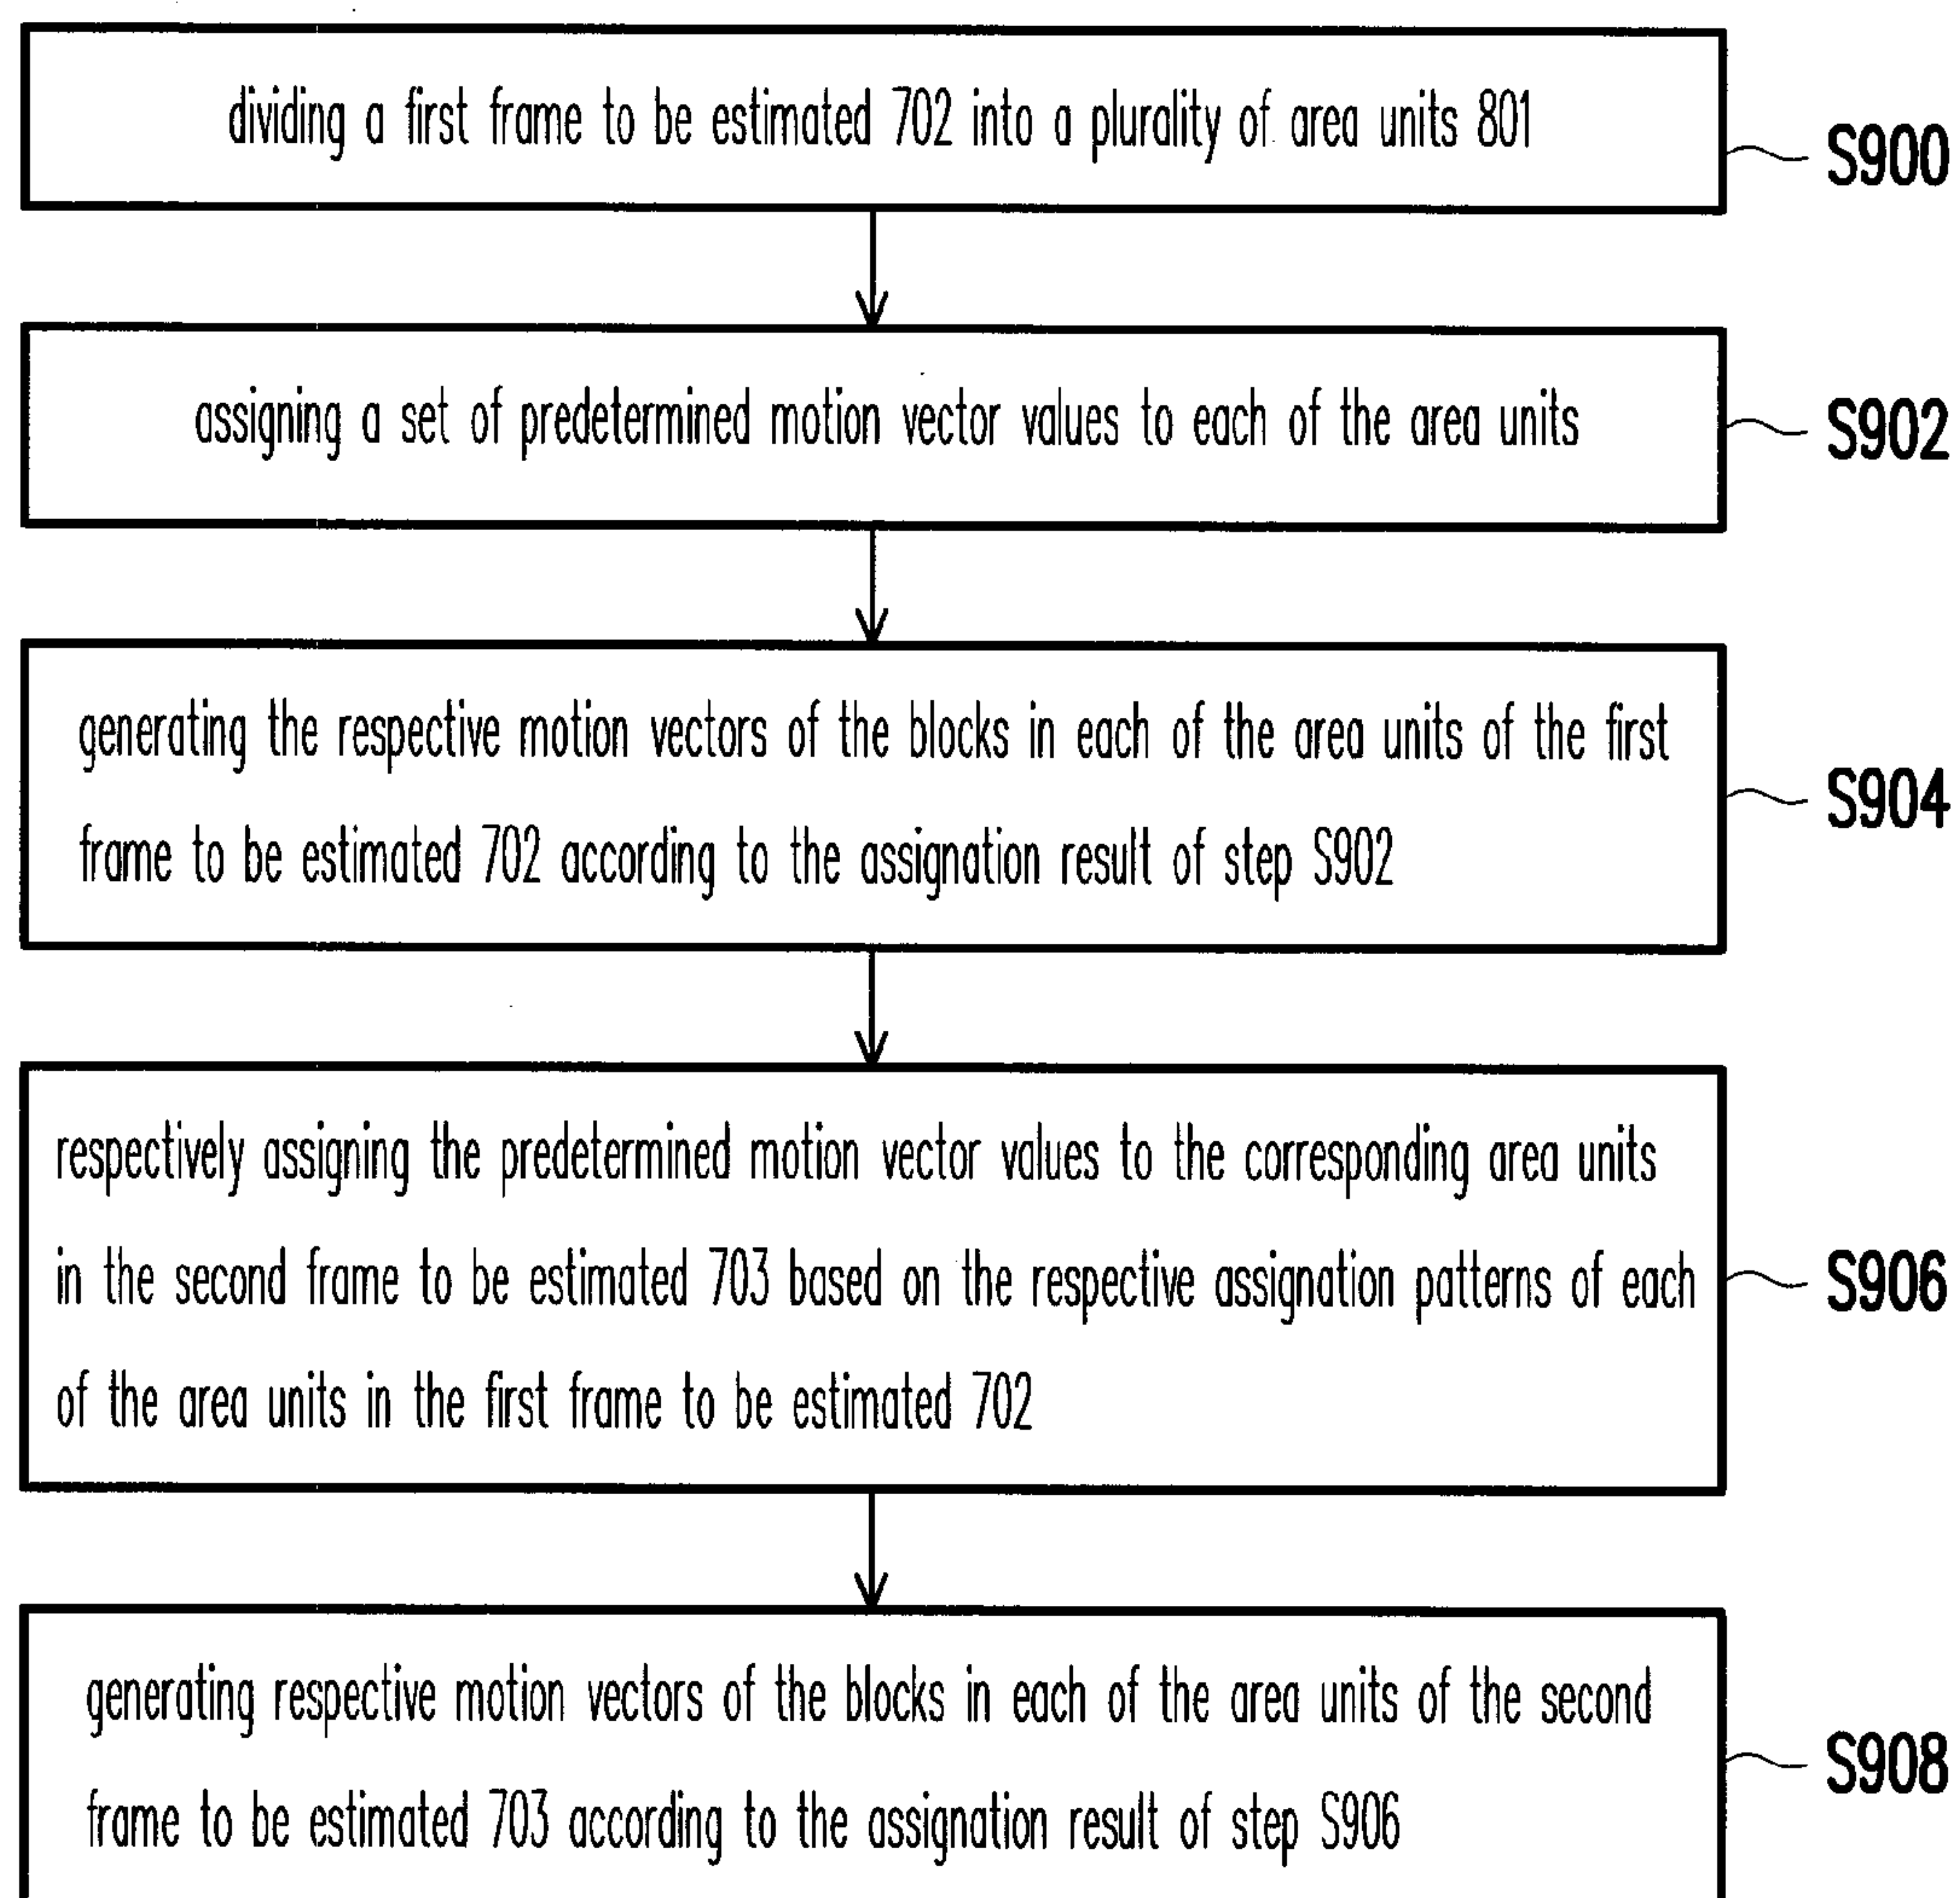 dividing a first frame to be estimated 702 into a plurality of area units 801
S900
assigning a set of predetermined motion vector values to each of the area units
S902
generating the respective motion vectors of the blocks in each of the area units of the first
frame to be estimated 702 according to the assignation result of step S902
S904
respectively assigning the predetermined motion vector values to the corresponding area units
in the second frame to be estimated 703 based on the respective assignation patterns of each
of the area units in the first frame to be estimated 702
S906
generating respective motion vectors of the blocks in each of the area units of the second
frame to be estimated 703 according to the assignation result of step S906
S908